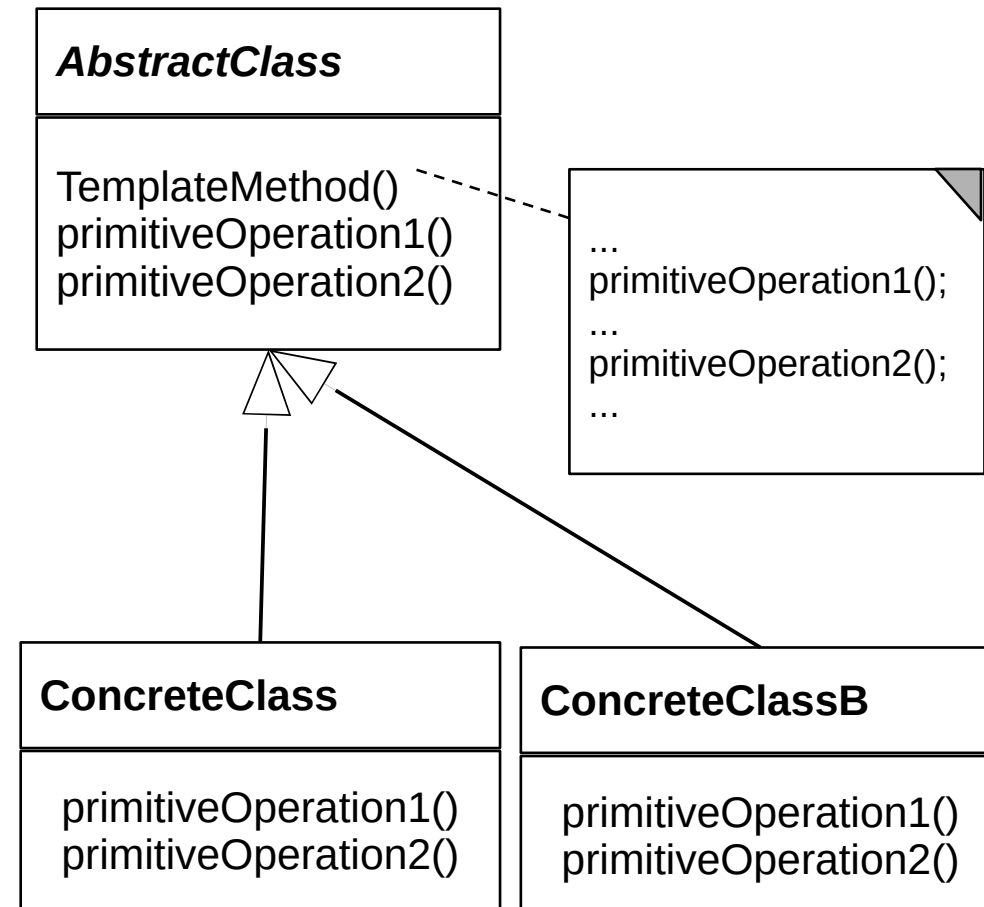 AbstractClass
TemplateMethod()
primitiveOperation1()
primitiveOperation2()
...
primitiveOperation1();
...
primitiveOperation2();
...
ConcreteClass
primitiveOperation1()
primitiveOperation2()
ConcreteClassB
primitiveOperation1()
primitiveOperation2()